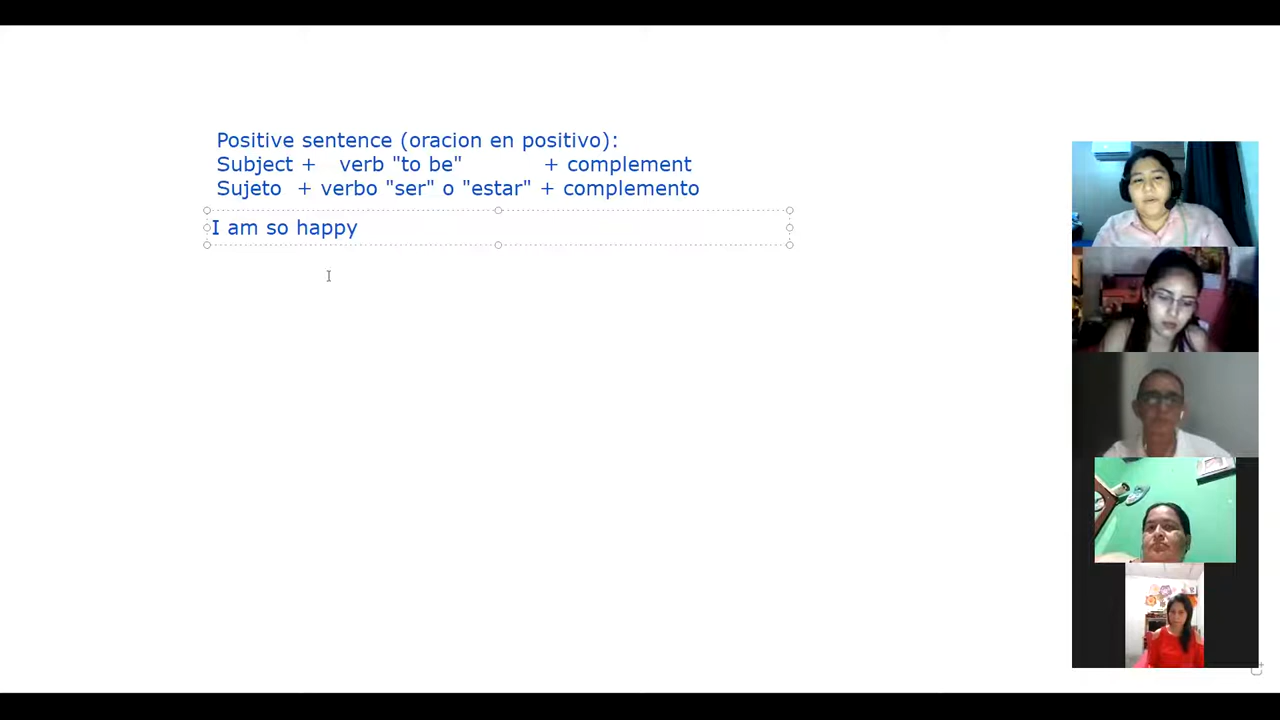 Positive sentence (oracion en positivo):
Subject + verb "to be" + complement
Sujeto + verbo "ser" o "estar" + complemento
I am so happy